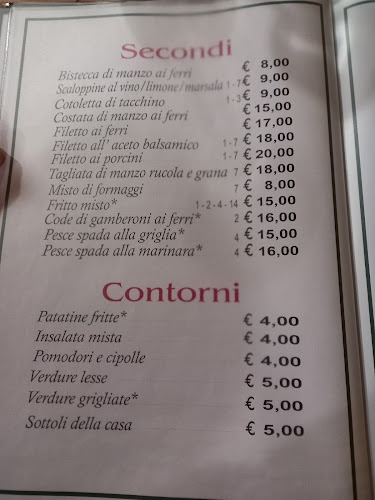 Secondi
Bistecca di manzo ai ferri € 8,00
Scaloppine al vino/limone/marsala 1-7 € 9,00
Cotoletta di tacchino 1-3 € 9,00
Costata di manzo ai ferri € 15,00
Filetto ai ferri € 17,00
Filetto all' aceto balsamico 1-7 € 18,00
Filetto ai porcini 1-7 € 20,00
Tagliata di manzo rucola e grana 7 € 18,00
Misto di formaggi 7 € 8,00
Fritto misto* 1-2-4-14 € 15,00
Code di gamberoni ai ferri* 2 € 16,00
Pesce spada alla griglia* 4 € 15,00
Pesce spada alla marinara* 4 € 16,00
Contorni
Patatine fritte* € 4,00
Insalata mista € 4,00
Pomodori e cipolle € 4,00
Verdure lesse € 5,00
Verdure grigliate* € 5,00
Sottoli della casa € 5,00